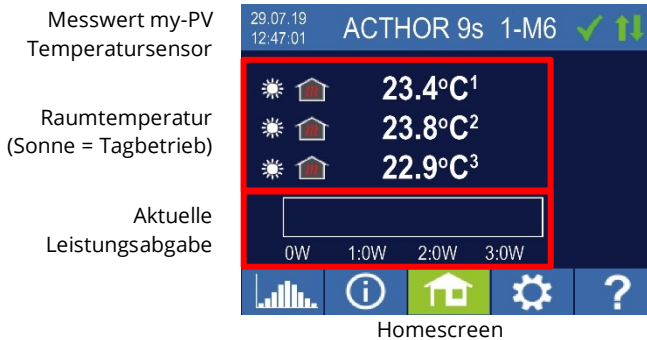 Messwert my-PV
Temperatursensor
Raumtemperatur
(Sonne = Tagbetrieb)
Aktuelle
Leistungsabgabe
29.07.19
12:47:01
ACTHOR 9s 1-M6
23.4°C¹
23.8°C²
22.9°C³
0W 1:0W 2:0W 3:0W
i
?
Homescreen